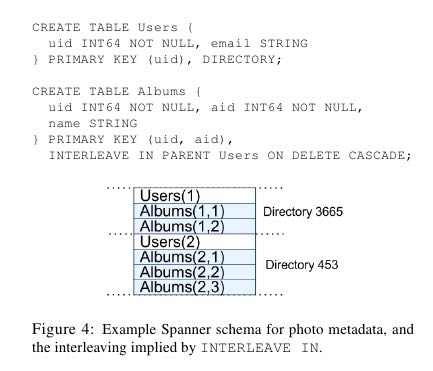 CREATE TABLE Users {
uid INT64 NOT NULL, email STRING
} PRIMARY KEY (uid), DIRECTORY;
CREATE TABLE Albums {
uid INT64 NOT NULL, aid INT64 NOT NULL,
name STRING
} PRIMARY KEY (uid, aid),
INTERLEAVE IN PARENT Users ON DELETE CASCADE;
Users(1)
Albums(1,1)
Directory 3665
Albums(1,2)
Users(2)
Albums(2,1)
Directory 453
Albums(2,2)
Albums(2,3)
Figure 4: Example Spanner schema for photo metadata, and
the interleaving implied by INTERLEAVE IN.